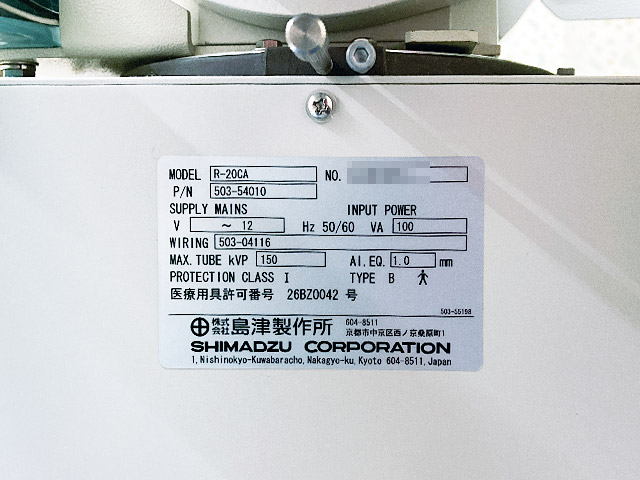 MODEL R-20CA NO.
P/N 503-54010
SUPPLY MAINS INPUT POWER
V ~ 12 Hz 50/60 VA 100
WIRING 503-04116
MAX. TUBE kVP 150 Al.EQ. 1.0 mm
PROTECTION CLASS I TYPE B
医療用具許可番号 26BZ0042 号
503-55198
株式会社 島津製作所 604-8511 京都市中京区西ノ京桑原町1
SHIMADZU CORPORATION
1, Nishinokyo-Kuwabaracho, Nakagyo-ku, Kyoto 604-8511, Japan